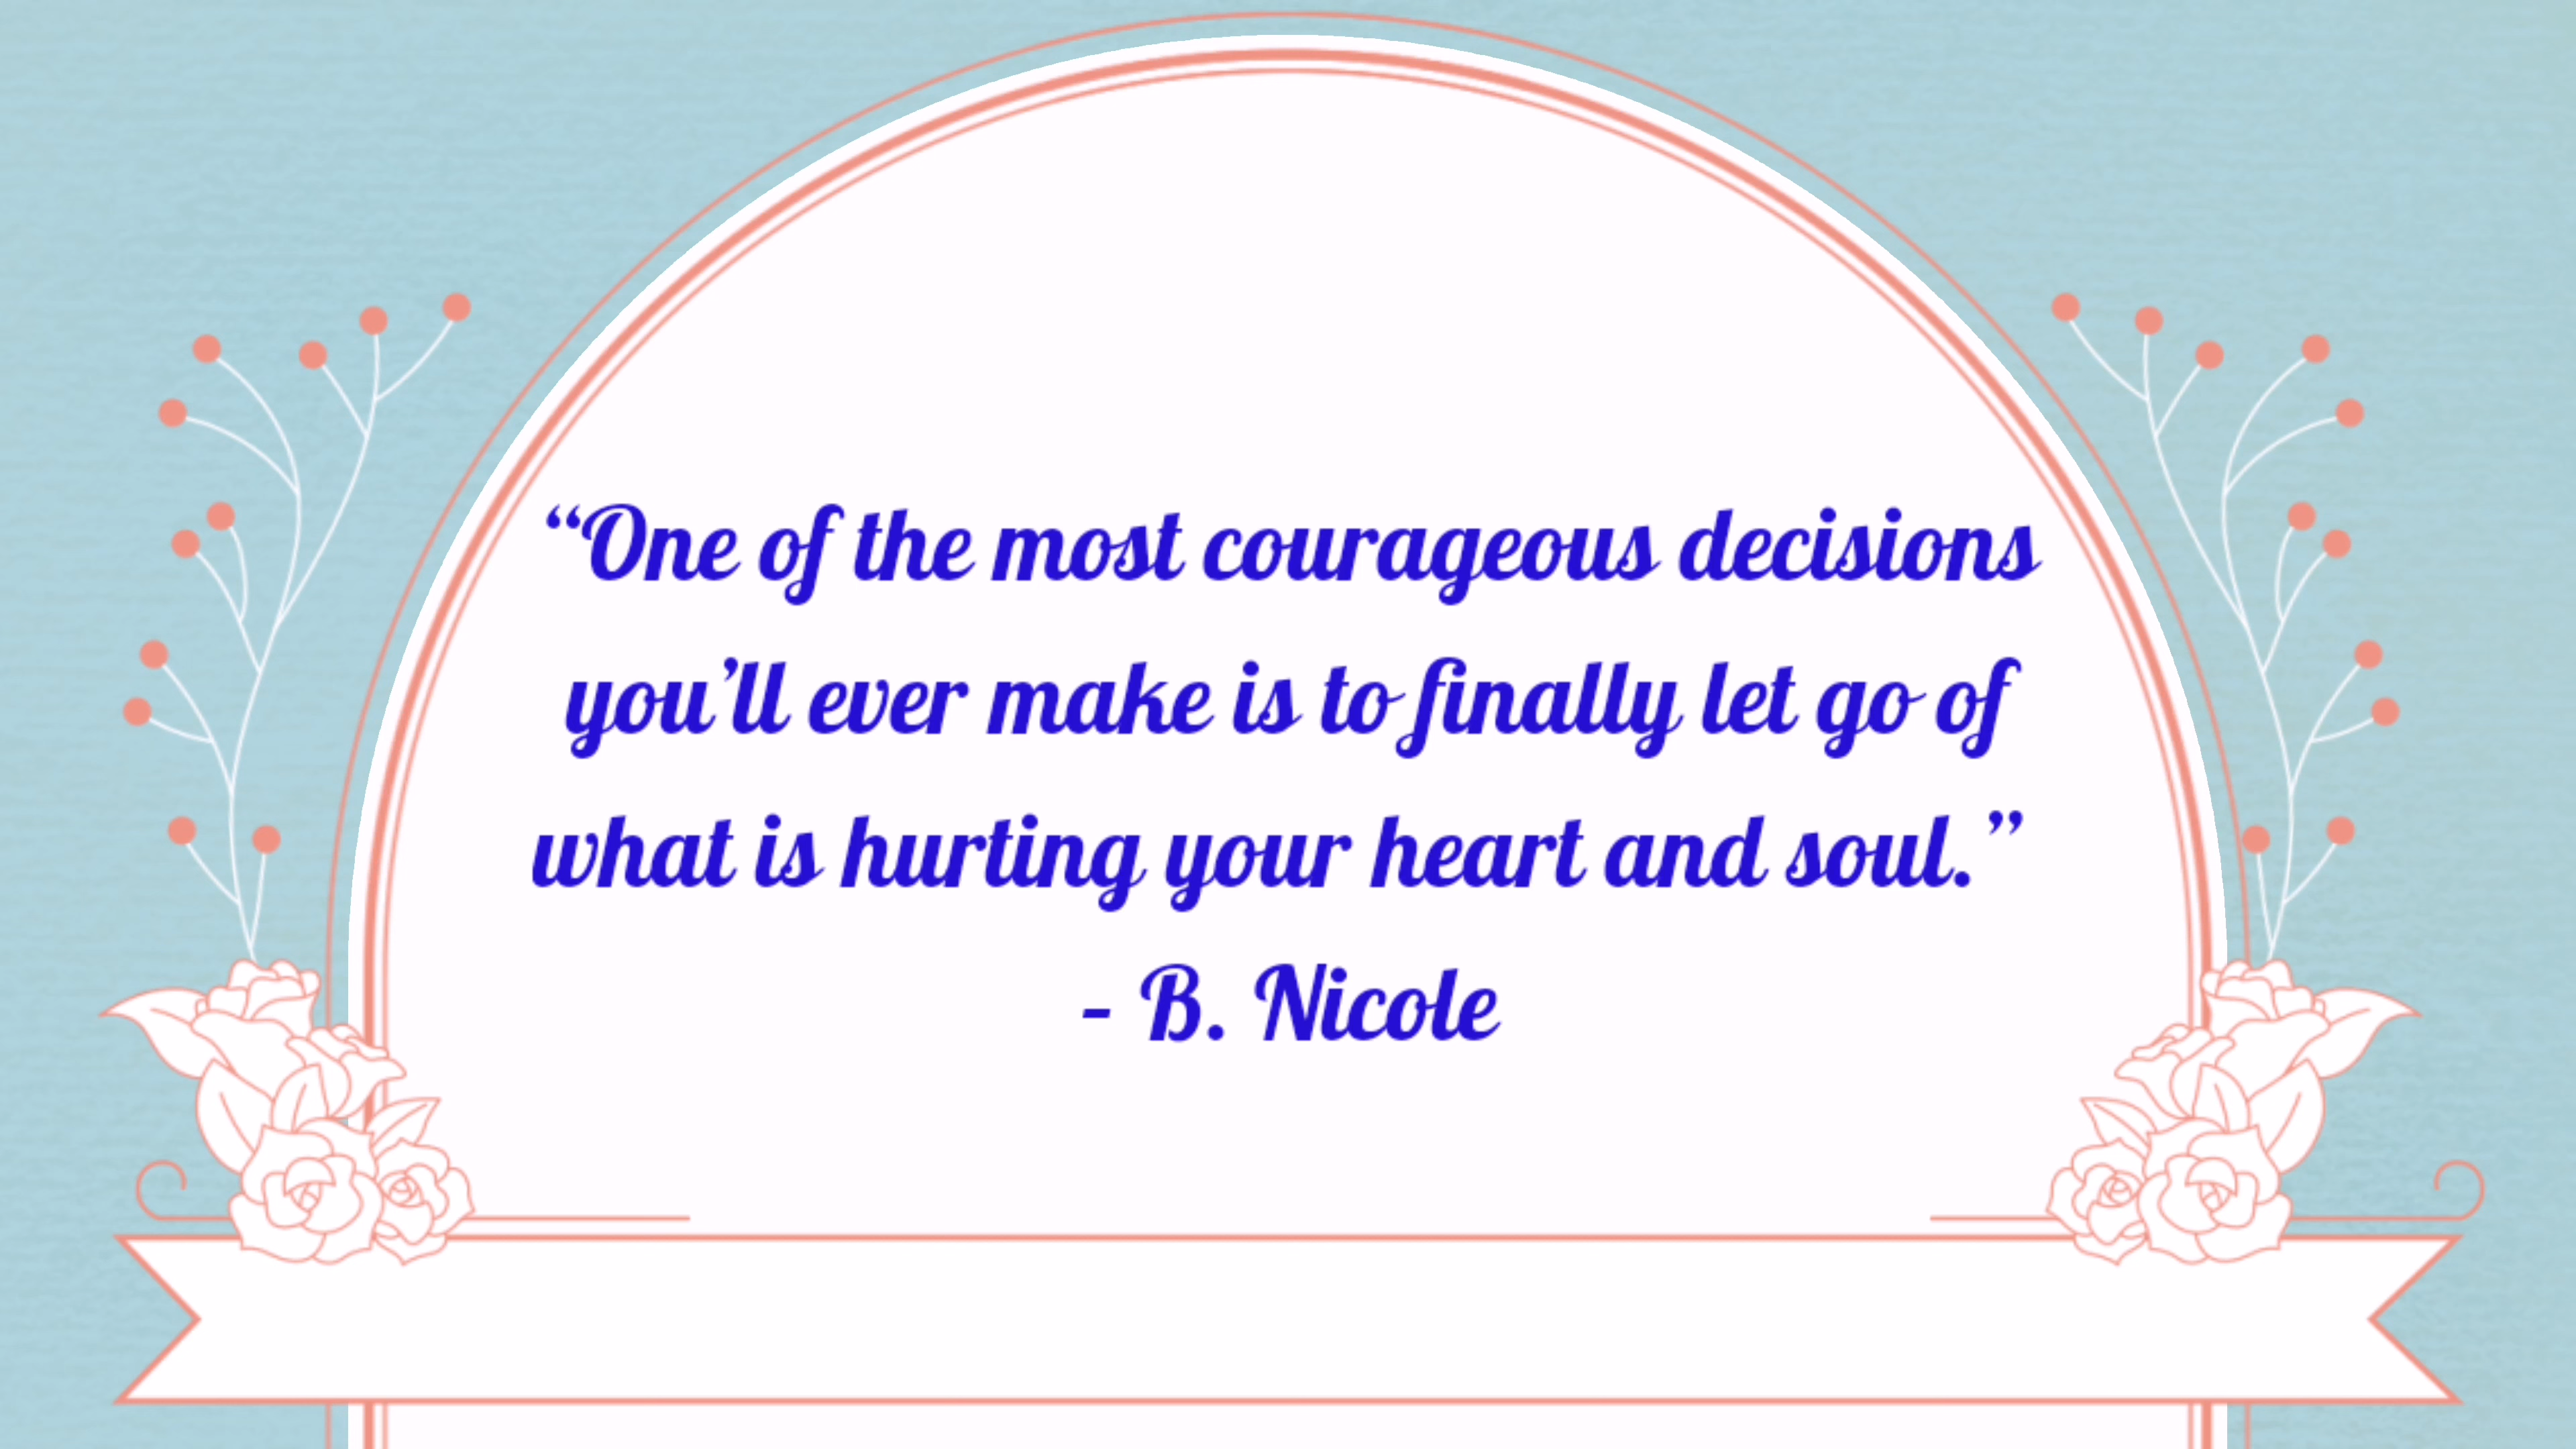 “One of the most courageous decisions
you’ll ever make is to finally let go of
what is hurting your heart and soul.”
- B. Nicole